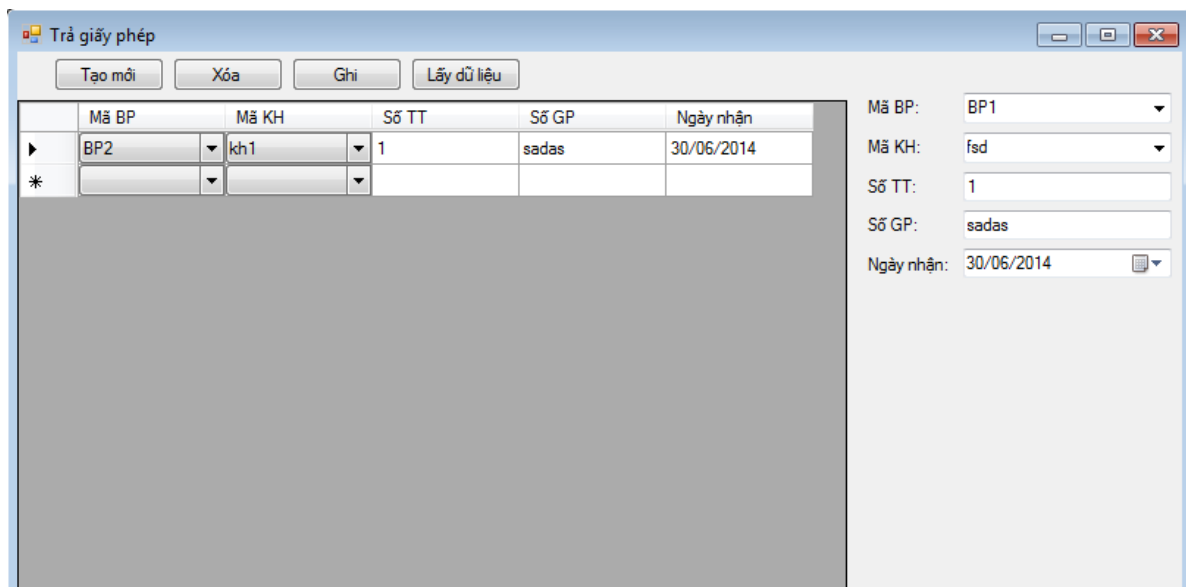 Trả giấy phép
Tạo mới Xóa Ghi Lấy dữ liệu
Mã BP Mã KH Số TT Số GP Ngày nhận
BP2 kh1 1 sadas 30/06/2014
Mã BP: BP1
Mã KH: fsd
Số TT: 1
Số GP: sadas
Ngày nhận: 30/06/2014